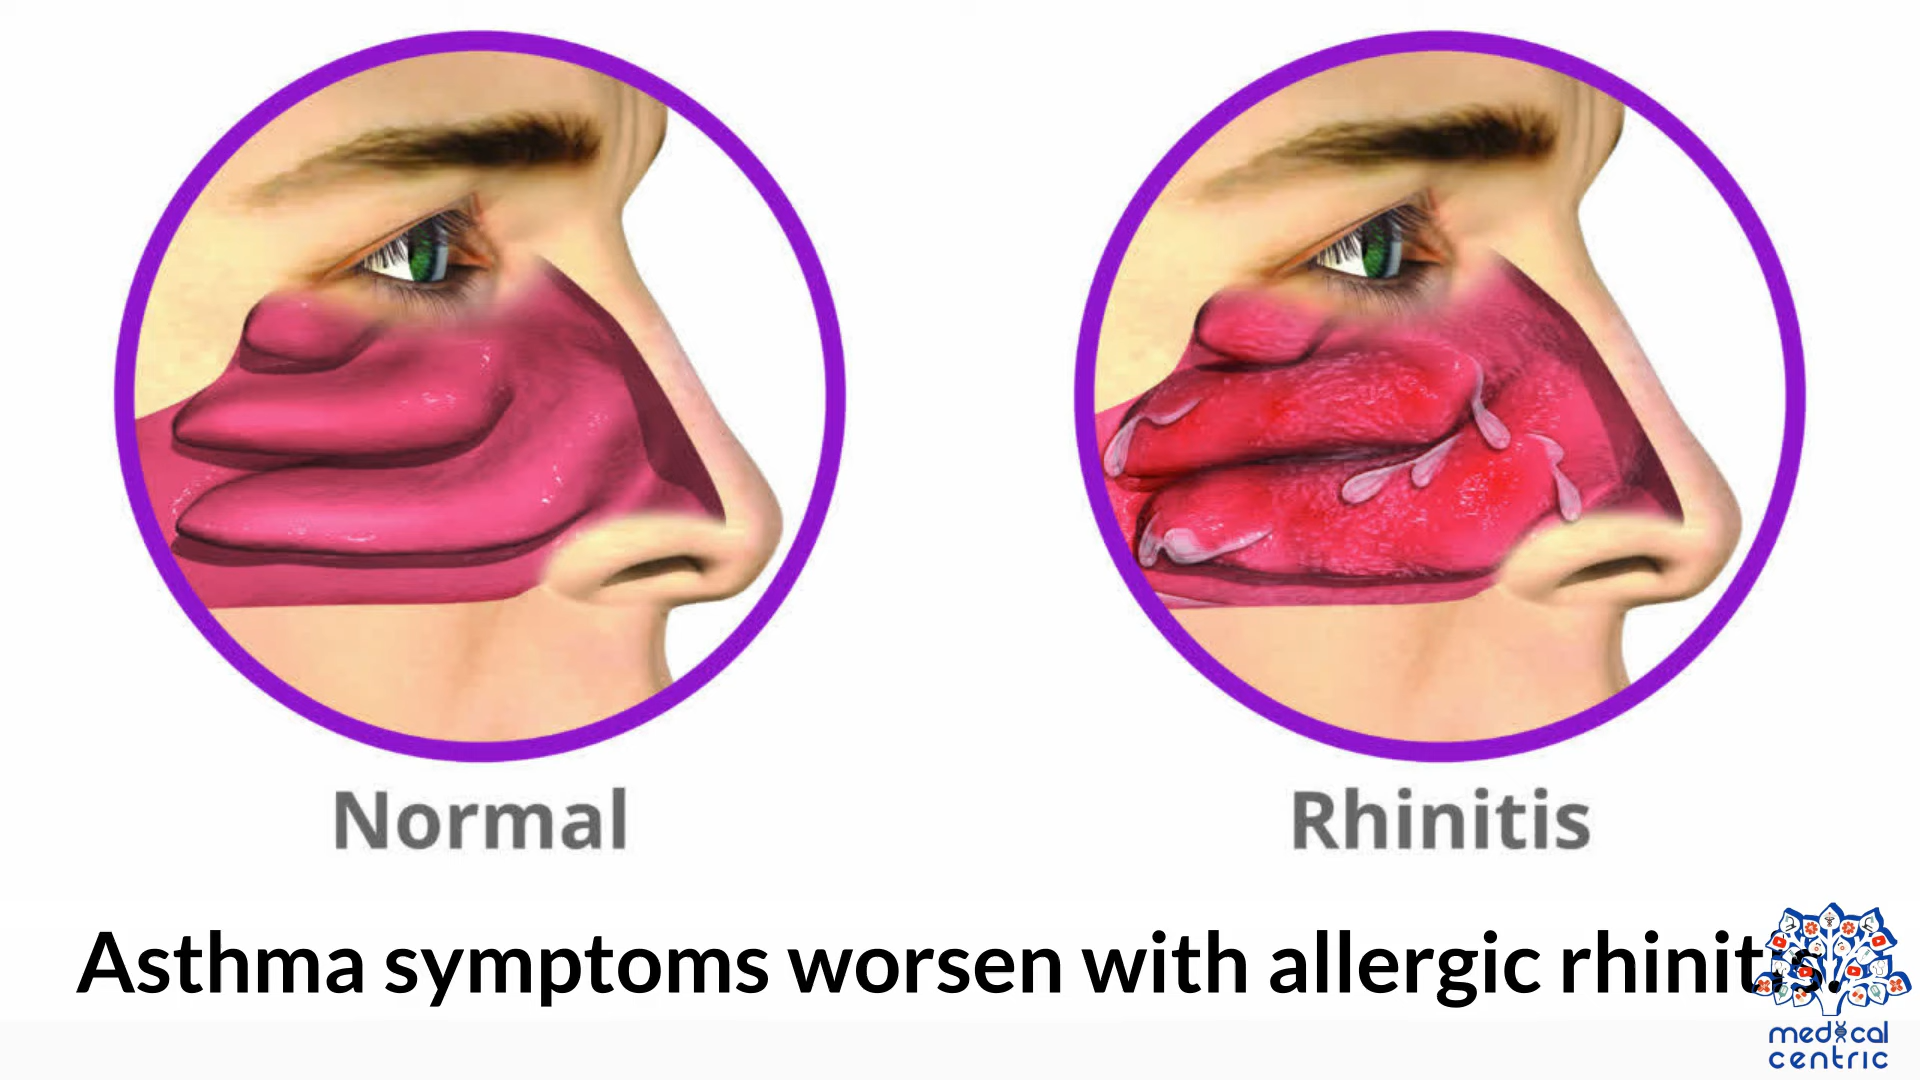 Normal
Rhinitis
Asthma symptoms worsen with allergic rhinitis.
medical
centric